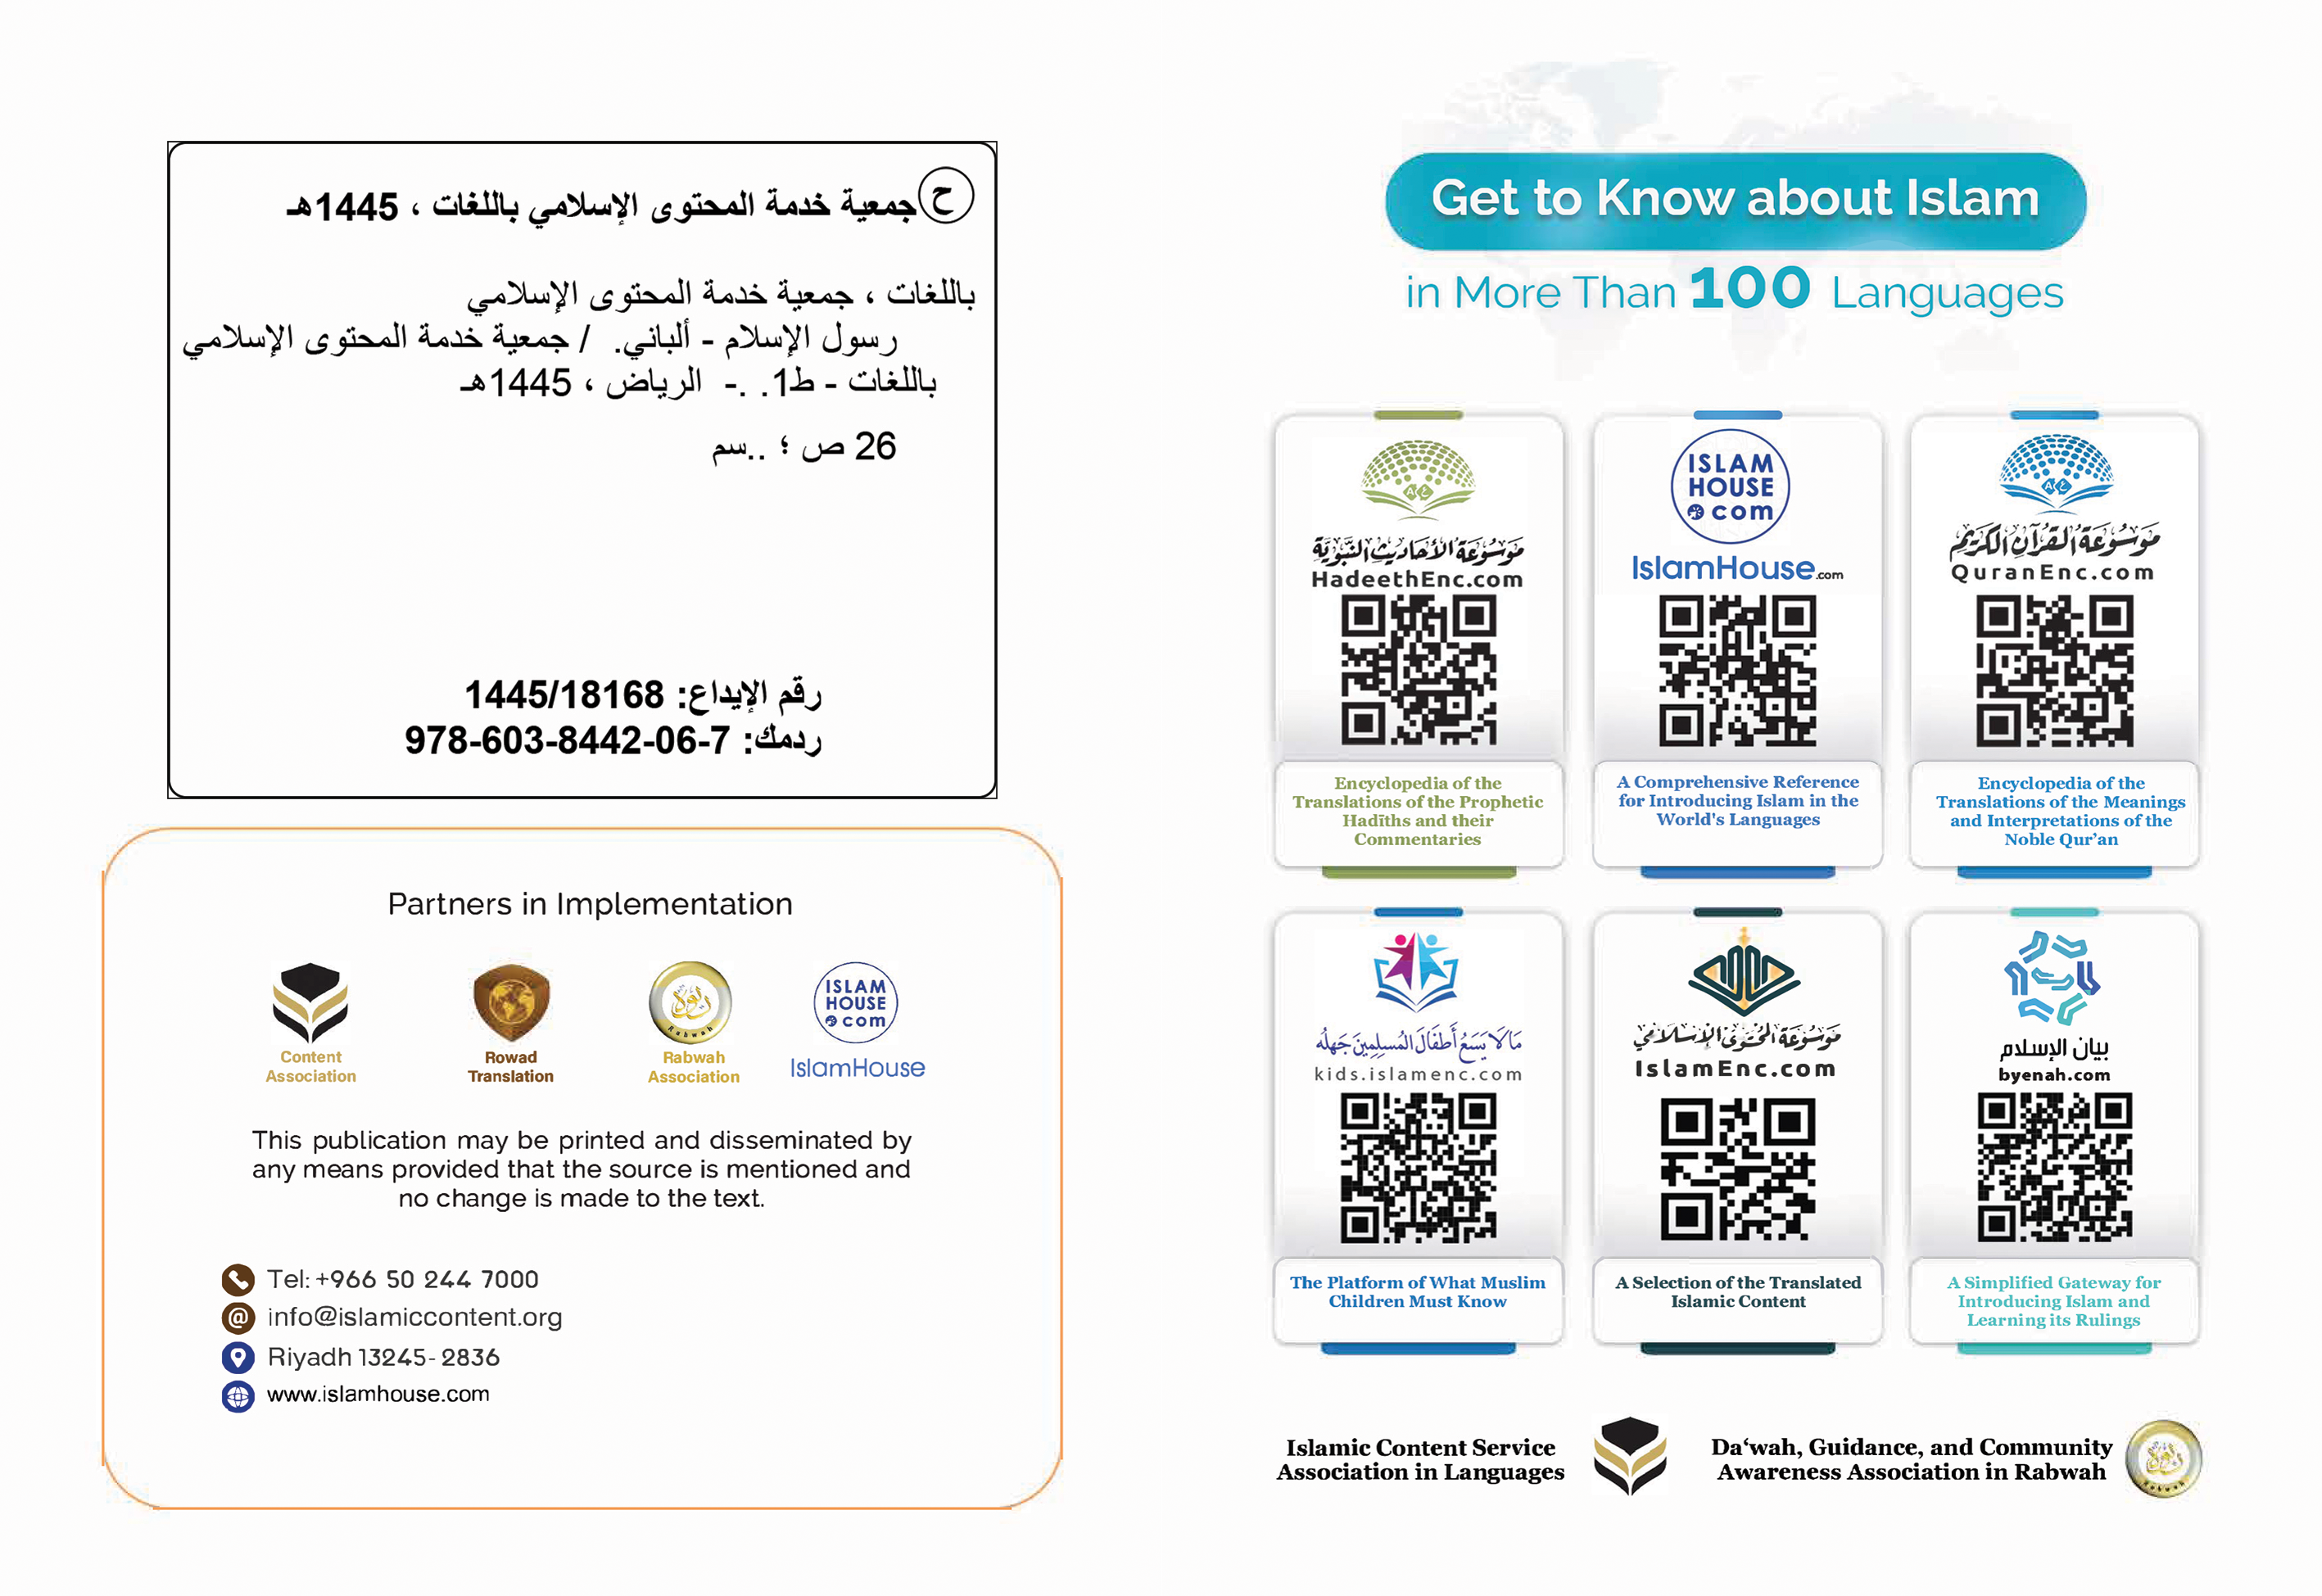 ح جمعية خدمة المحتوى الإسلامي باللغات ، 1445هـ
باللغات ، جمعية خدمة المحتوى الإسلامي
رسول الإسلام - ألباني. / جمعية خدمة المحتوى الإسلامي
باللغات - ط1. .- الرياض ، 1445هـ
26 ص ؛ ..سم
رقم الإيداع: 1445/18168
ردمك: 978-603-8442-06-7
Partners in Implementation
Content
Association
Rowad
Translation
Rabwah
Rabwah
Association
ISLAM
HOUSE
com
IslamHouse
This publication may be printed and disseminated by
any means provided that the source is mentioned and
no change is made to the text.
Tel: +966 50 244 7000
info@islamiccontent.org
Riyadh 13245- 2836
www.islamhouse.com
Get to Know about Islam
in More Than 100 Languages
موسوعة الأحاديث النبوية
HadeethEnc.com
Encyclopedia of the
Translations of the Prophetic
Hadīths and their
Commentaries
ISLAM
HOUSE
com
IslamHouse.com
A Comprehensive Reference
for Introducing Islam in the
World's Languages
موسوعة القرآن الكريم
QuranEnc.com
Encyclopedia of the
Translations of the Meanings
and Interpretations of the
Noble Qur’an
مَا لَا يَسَعُ أَطْفَالَ المُسلِمِينَ جَهلُه
kids.islamenc.com
The Platform of What Muslim
Children Must Know
موسوعة المحتوى الإسلامي
IslamEnc.com
A Selection of the Translated
Islamic Content
بيان الإسلام
byenah.com
A Simplified Gateway for
Introducing Islam and
Learning its Rulings
Islamic Content Service
Association in Languages
Da‘wah, Guidance, and Community
Awareness Association in Rabwah
Rabwah